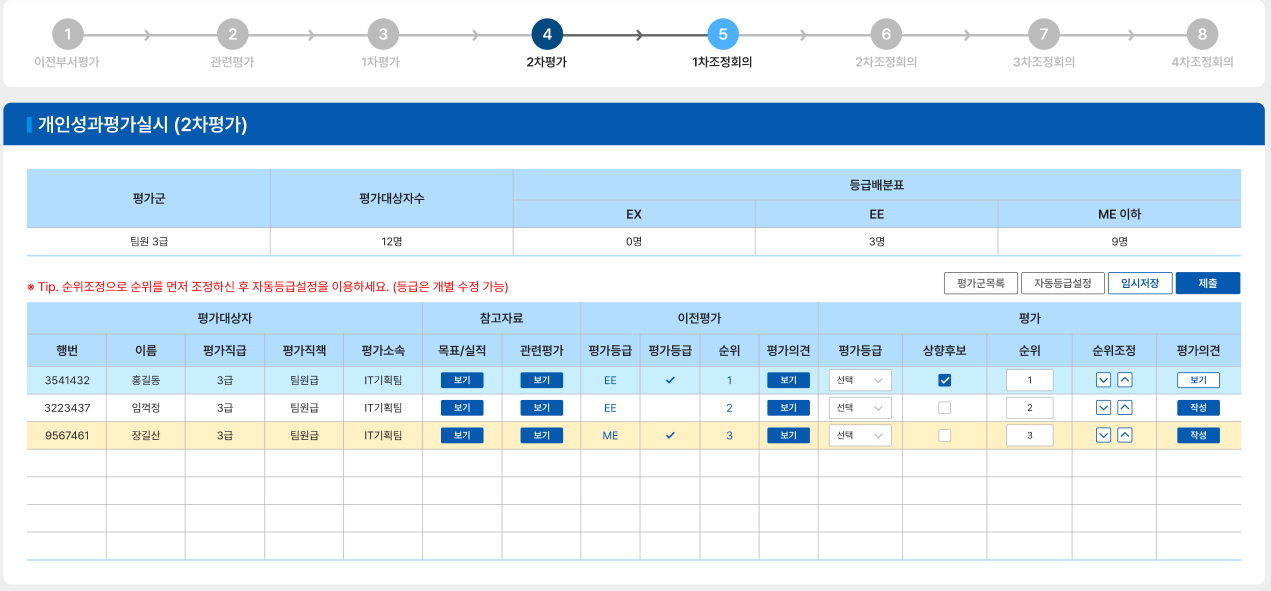 1 2 3 4 5 6 7 8
이전부서평가 관련평가 1차평가 2차평가 1차조정회의 2차조정회의 3차조정회의 4차조정회의
개인성과평가실시 (2차평가)
평가군 평가대상자수 등급배분표
EX EE ME 이하
팀원 3급 12명 0명 3명 9명
※ Tip. 순위조정으로 순위를 먼저 조정하신 후 자동등급설정을 이용하세요. (등급은 개별 수정 가능) 평가군목록 자동등급설정 임시저장 제출
평가대상자 참고자료 이전평가 평가
행번 이름 평가직급 평가직책 평가소속 목표/실적 관련평가 평가등급 평가등급 순위 평가의견 평가등급 상향후보 순위 순위조정 평가의견
3541432 홍길동 3급 팀원급 IT기획팀 보기 보기 EE 1 보기 선택 1 보기
3223437 임꺽정 3급 팀원급 IT기획팀 보기 보기 EE 2 보기 선택 2 작성
9567461 장길산 3급 팀원급 IT기획팀 보기 보기 ME 3 보기 선택 3 작성